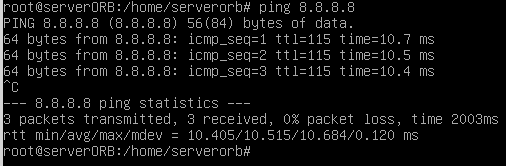 root@serverORB:/home/serverorb# ping 8.8.8.8
PING 8.8.8.8 (8.8.8.8) 56(84) bytes of data.
64 bytes from 8.8.8.8: icmp_seq=1 ttl=115 time=10.7 ms
64 bytes from 8.8.8.8: icmp_seq=2 ttl=115 time=10.5 ms
64 bytes from 8.8.8.8: icmp_seq=3 ttl=115 time=10.4 ms
^C
--- 8.8.8.8 ping statistics ---
3 packets transmitted, 3 received, 0% packet loss, time 2003ms
rtt min/avg/max/mdev = 10.405/10.515/10.684/0.120 ms
root@serverORB:/home/serverorb#